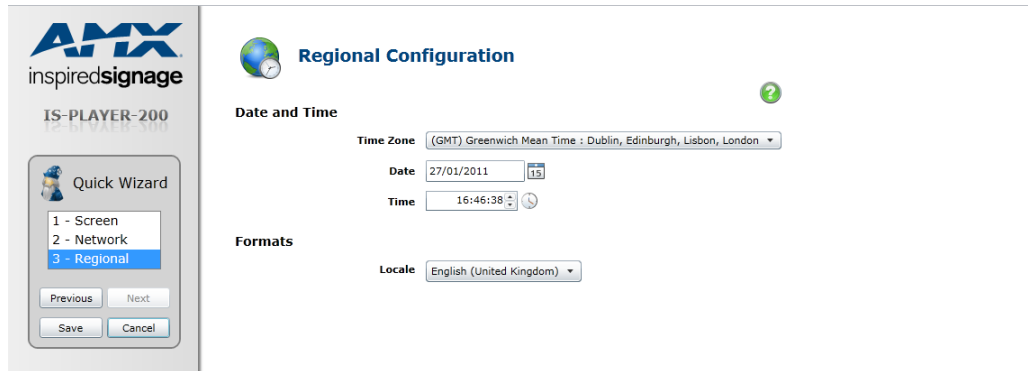 AMX
inspiredsignage
IS-PLAYER-200
Quick Wizard
1 - Screen
2 - Network
3 - Regional
Previous Next
Save Cancel
Regional Configuration
?
Date and Time
Time Zone (GMT) Greenwich Mean Time : Dublin, Edinburgh, Lisbon, London
Date 27/01/2011 15
Time 16:46:38
Formats
Locale English (United Kingdom)